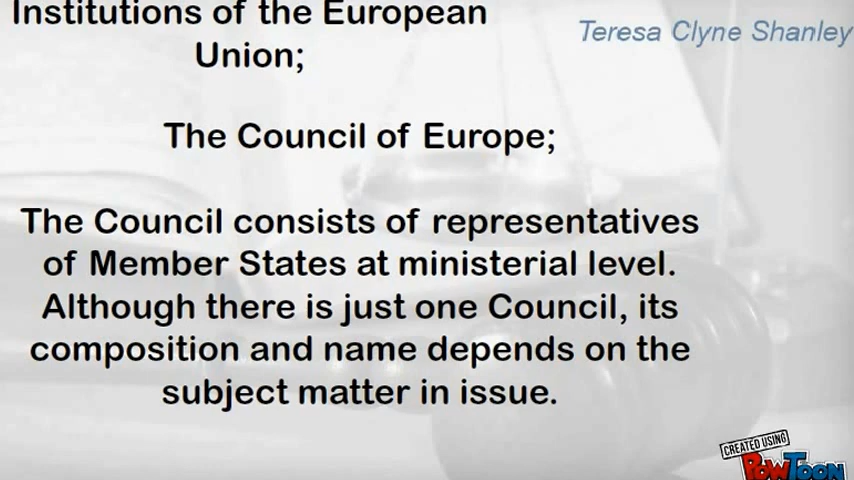 Institutions of the European
Union;
Teresa Clyne Shanley
The Council of Europe;
The Council consists of representatives
of Member States at ministerial level.
Although there is just one Council, its
composition and name depends on the
subject matter in issue.
CREATED USING
POWTOON